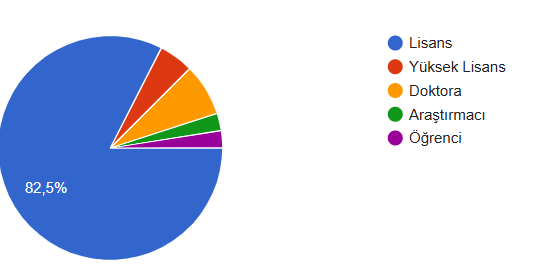 Lisans
Yüksek Lisans
Doktora
Araştırmacı
Öğrenci
82,5%